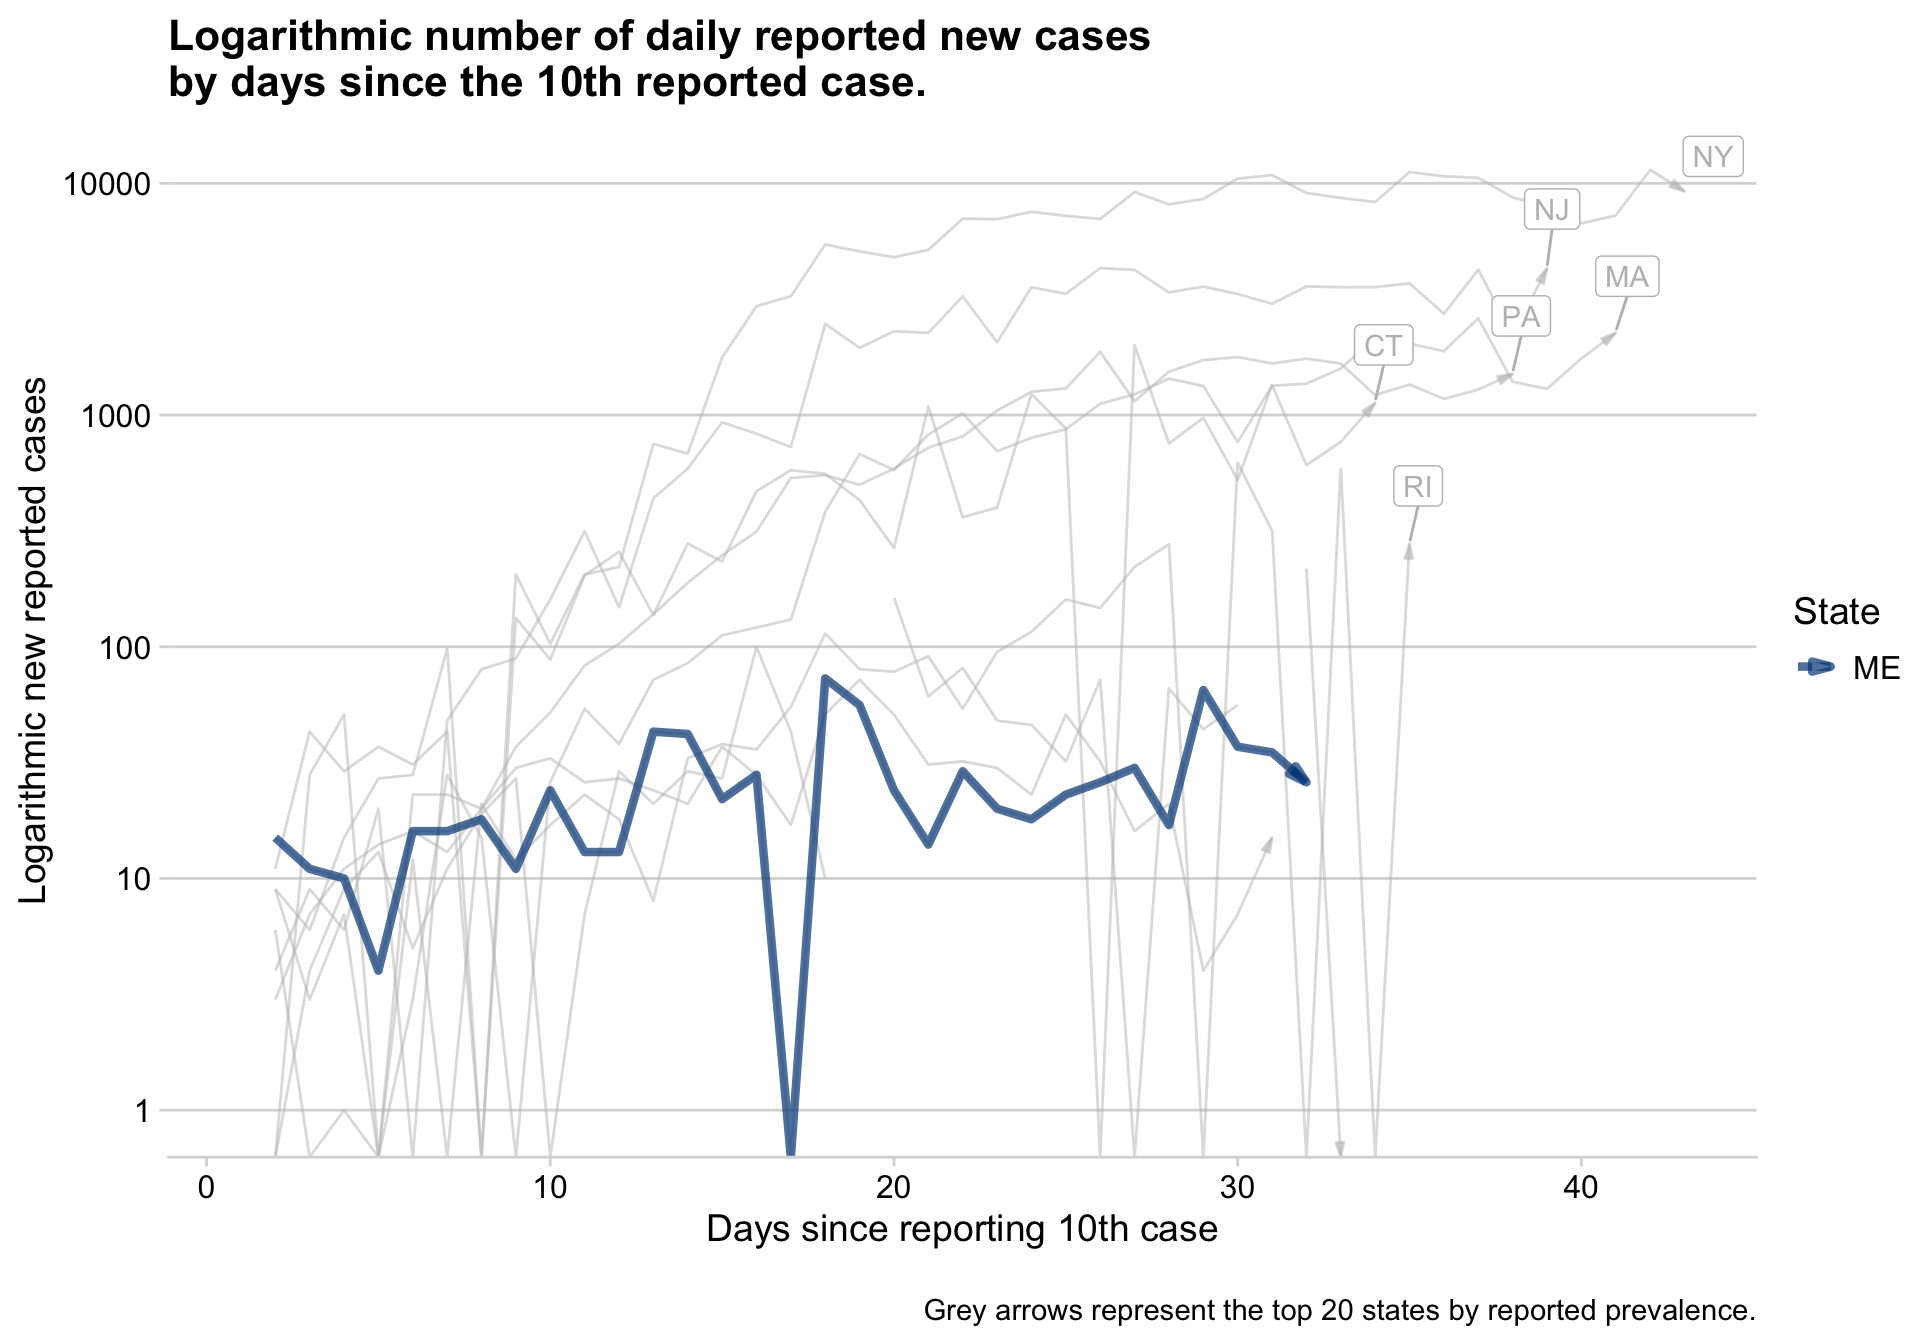 Logarithmic number of daily reported new cases
by days since the 10th reported case.
NY
10000
NJ
MA
PA
CT
1000
RI
Logarithmic new reported cases
State
100
ME
10
1
0 10 20 30 40
Days since reporting 10th case
Grey arrows represent the top 20 states by reported prevalence.